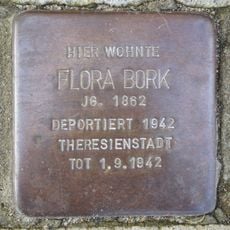 HIER WOHNTE
FLORA BORK
JG. 1862
DEPORTIERT 1942
THERESIENSTADT
TOT 1.9.1942